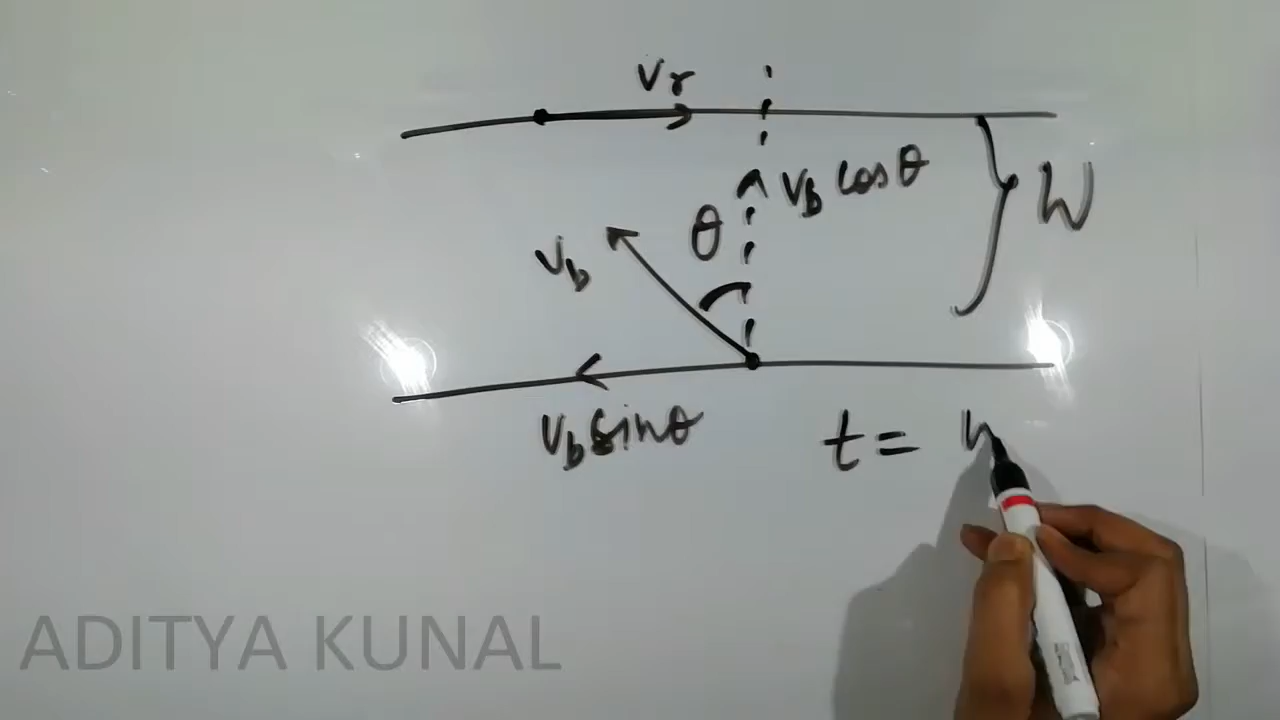 vr
vb cosθ
W
θ
vb
vb sinθ
t = W
ADITYA KUNAL